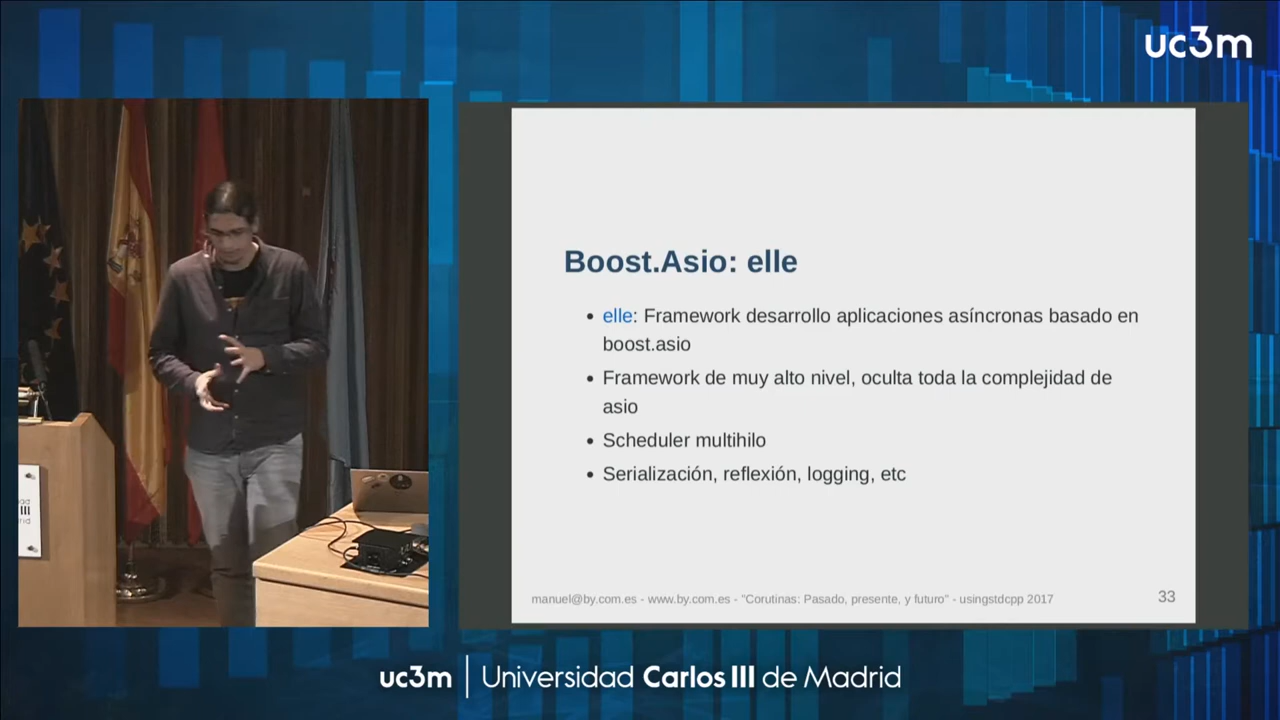 uc3m
Boost.Asio: elle
• elle: Framework desarrollo aplicaciones asíncronas basado en
boost.asio
• Framework de muy alto nivel, oculta toda la complejidad de
asio
• Scheduler multihilo
• Serialización, reflexión, logging, etc
manuel@by.com.es - www.by.com.es - "Corutinas: Pasado, presente, y futuro" - usingstdcpp 2017
33
III
uc3m | Universidad Carlos III de Madrid